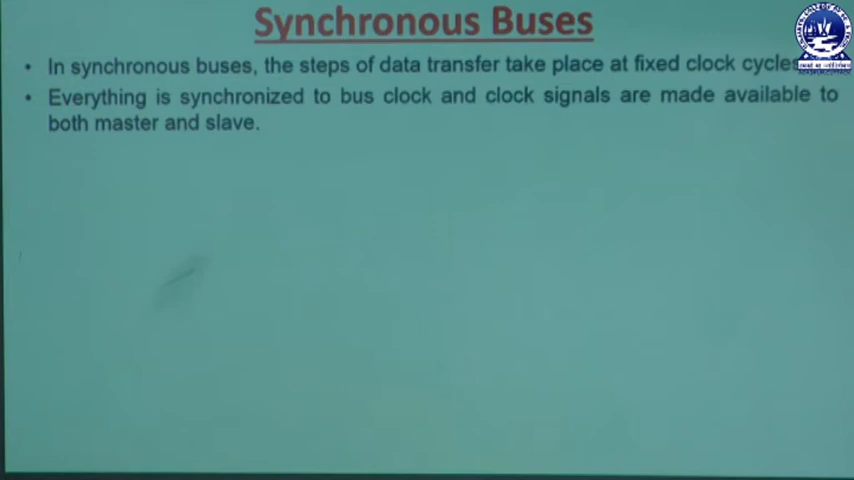 Synchronous Buses
• In synchronous buses, the steps of data transfer take place at fixed clock cycles
• Everything is synchronized to bus clock and clock signals are made available to
both master and slave.